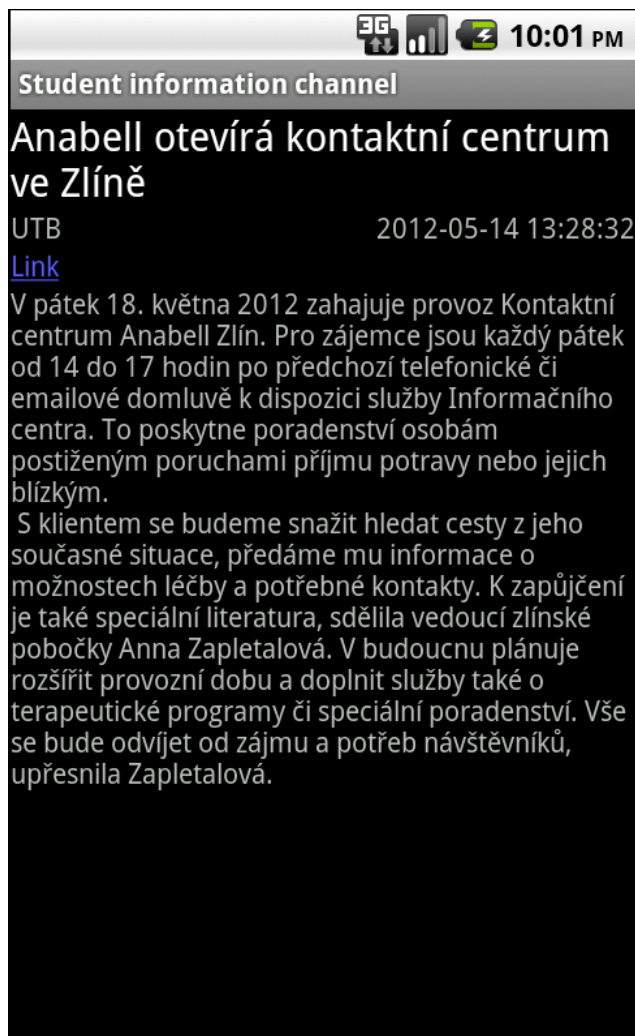 3G 10:01 PM
Student information channel
Anabell otevírá kontaktní centrum
ve Zlíně
UTB 2012-05-14 13:28:32
Link
V pátek 18. května 2012 zahajuje provoz Kontaktní
centrum Anabell Zlín. Pro zájemce jsou každý pátek
od 14 do 17 hodin po předchozí telefonické či
emailové domluvě k dispozici služby Informačního
centra. To poskytne poradenství osobám
postiženým poruchami příjmu potravy nebo jejich
blízkým.
S klientem se budeme snažit hledat cesty z jeho
současné situace, předáme mu informace o
možnostech léčby a potřebné kontakty. K zapůjčení
je také speciální literatura, sdělila vedoucí zlínské
pobočky Anna Zapletalová. V budoucnu plánuje
rozšířit provozní dobu a doplnit služby také o
terapeutické programy či speciální poradenství. Vše
se bude odvíjet od zájmu a potřeb návštěvníků,
upřesnila Zapletalová.